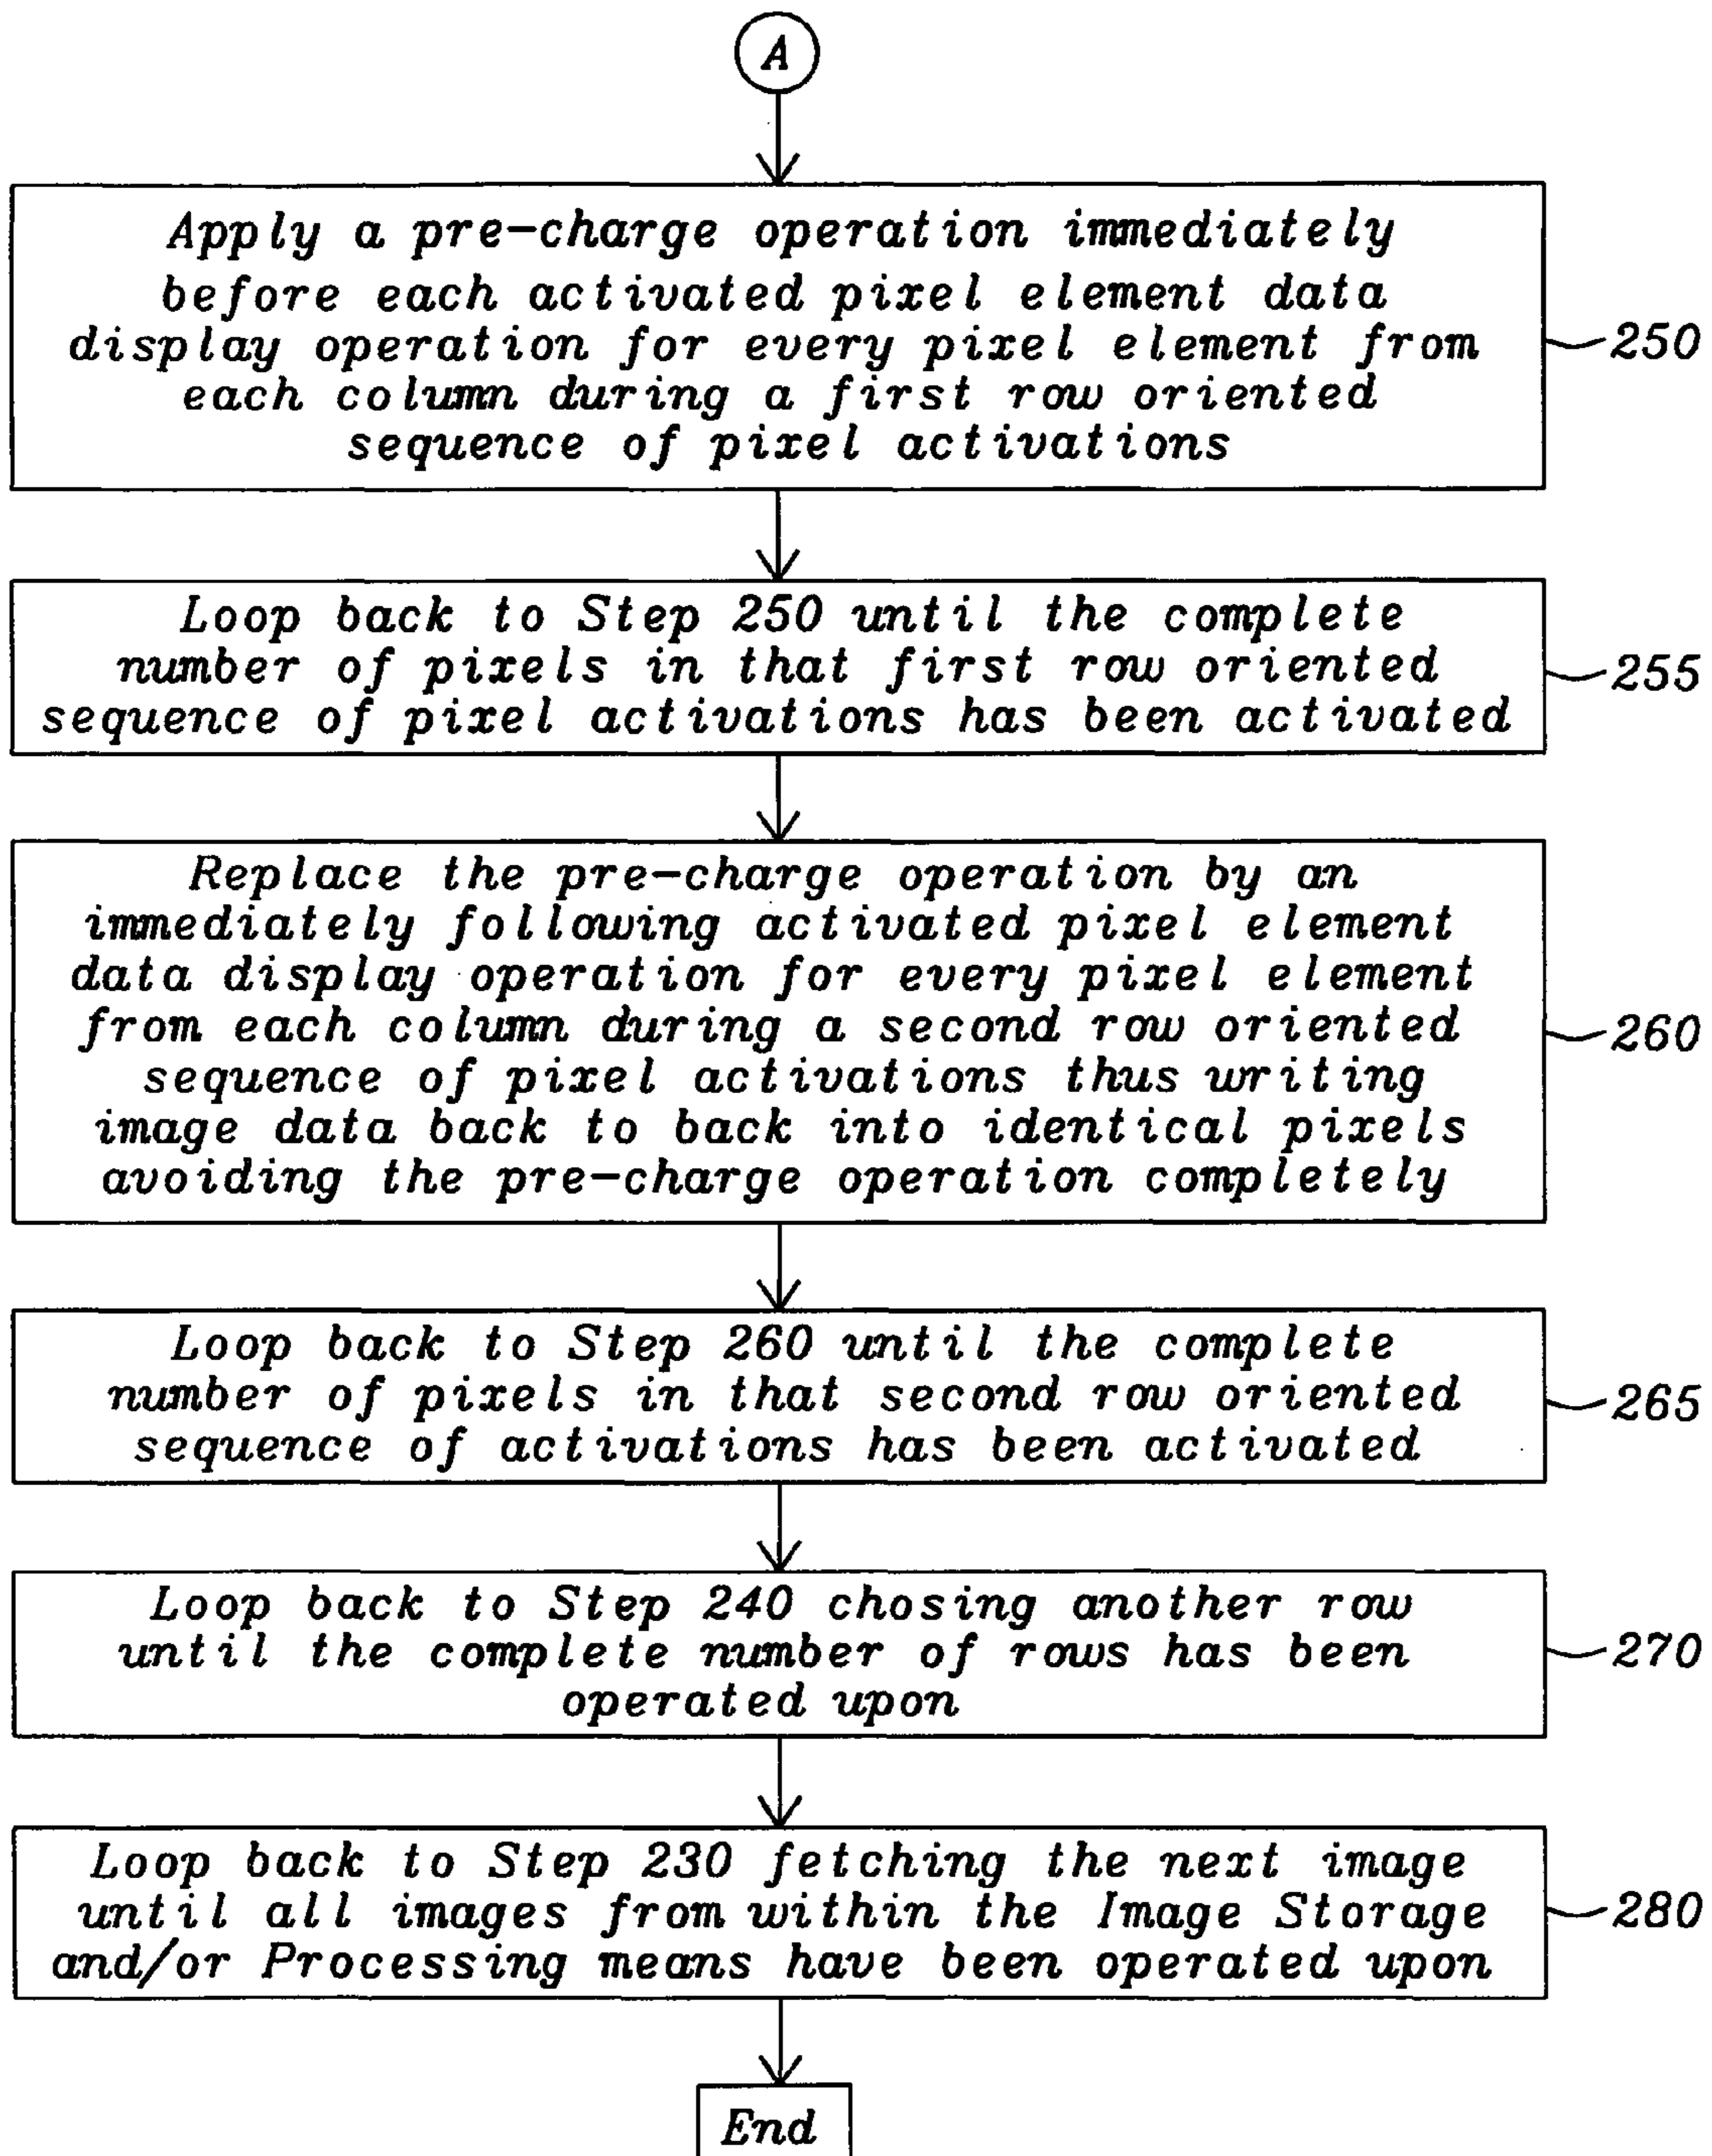 A
Apply a pre-charge operation immediately
before each activated pixel element data
display operation for every pixel element from
each column during a first row oriented
sequence of pixel activations
250
Loop back to Step 250 until the complete
number of pixels in that first row oriented
sequence of pixel activations has been activated
255
Replace the pre-charge operation by an
immediately following activated pixel element
data display operation for every pixel element
from each column during a second row oriented
sequence of pixel activations thus writing
image data back to back into identical pixels
avoiding the pre-charge operation completely
260
Loop back to Step 260 until the complete
number of pixels in that second row oriented
sequence of activations has been activated
265
Loop back to Step 240 chosing another row
until the complete number of rows has been
operated upon
270
Loop back to Step 230 fetching the next image
until all images from within the Image Storage
and/or Processing means have been operated upon
280
End